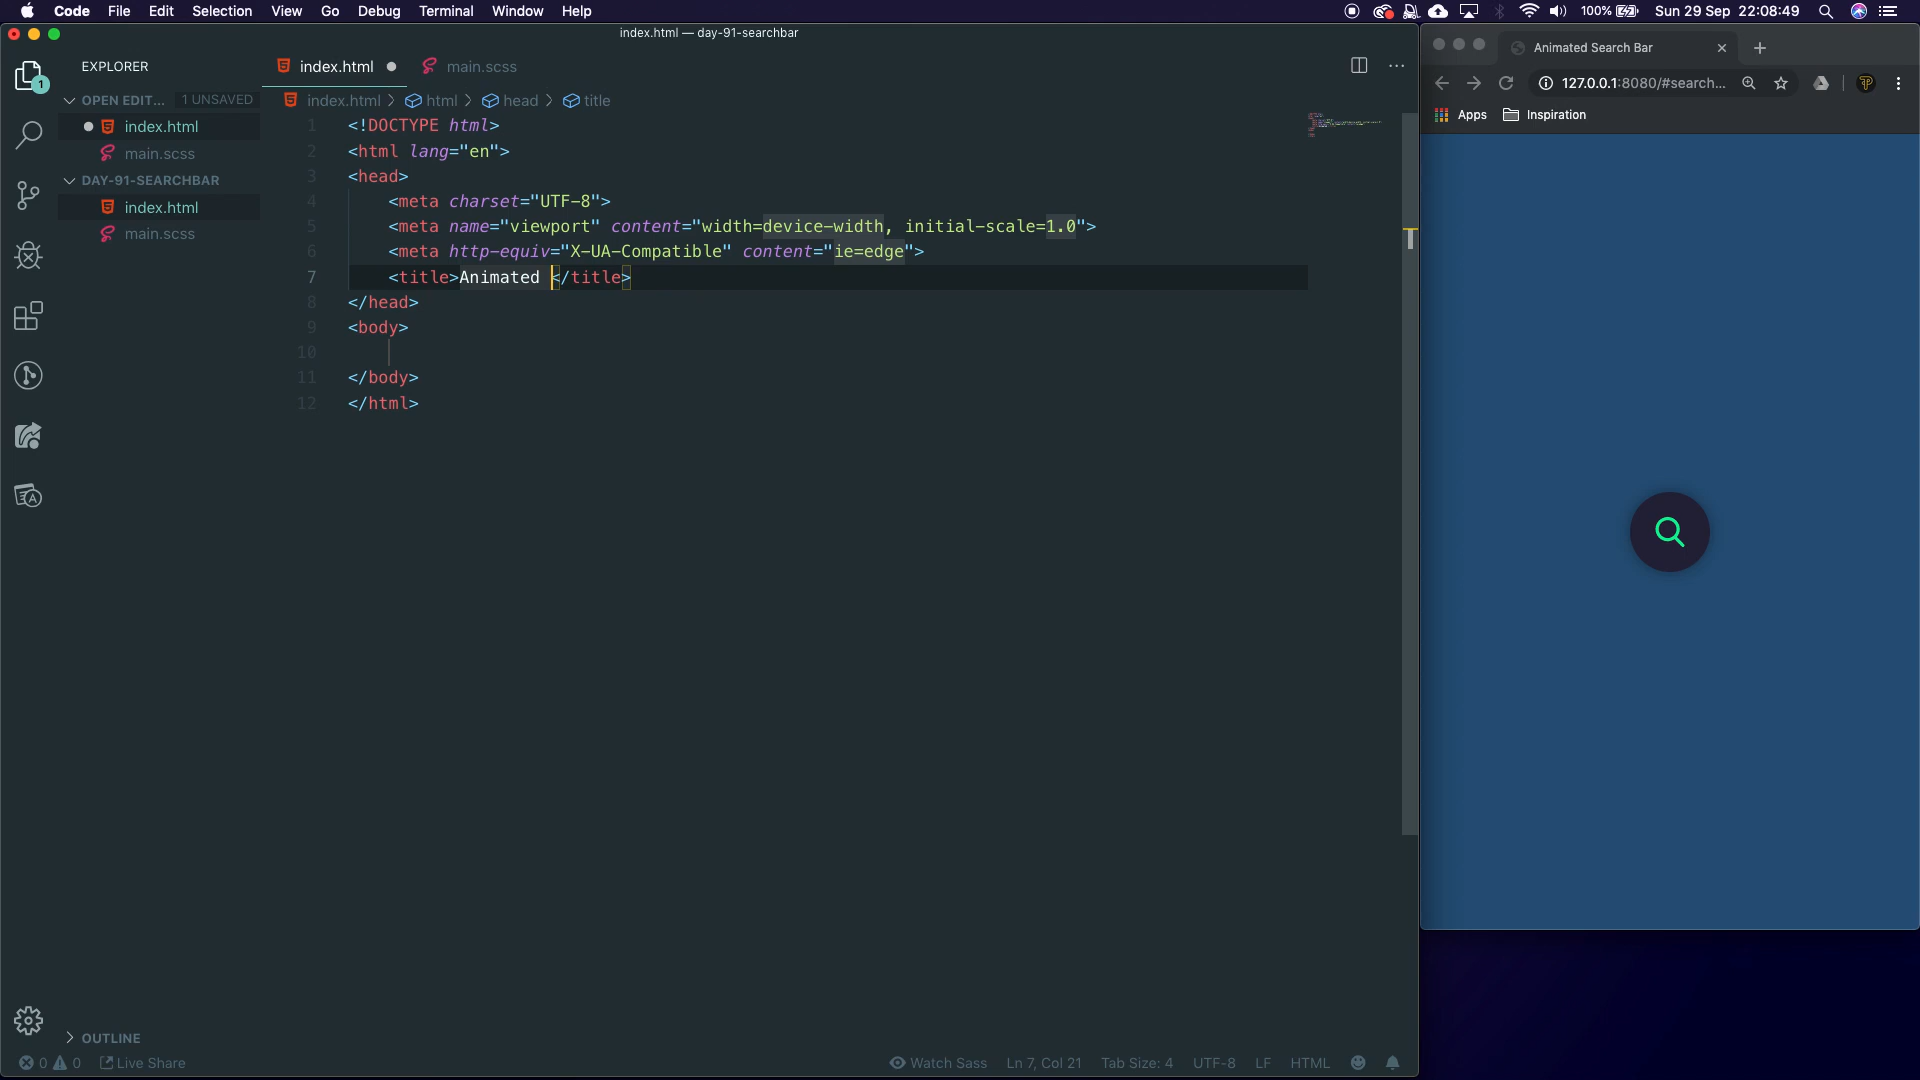 Code File Edit Selection View Go Debug Terminal Window Help 100% Sun 29 Sep 22:08:49
index.html — day-91-searchbar
EXPLORER
OPEN EDIT... 1 UNSAVED
index.html
main.scss
DAY-91-SEARCHBAR
index.html
main.scss
OUTLINE
index.html main.scss
index.html html head title
1 <!DOCTYPE html>
2 <html lang="en">
3 <head>
4 <meta charset="UTF-8">
5 <meta name="viewport" content="width=device-width, initial-scale=1.0">
6 <meta http-equiv="X-UA-Compatible" content="ie=edge">
7 <title>Animated </title>
8 </head>
9 <body>
10
11 </body>
12 </html>
0 0 Live Share Watch Sass Ln 7, Col 21 Tab Size: 4 UTF-8 LF HTML
Animated Search Bar
127.0.0.1:8080/#search...
Apps Inspiration